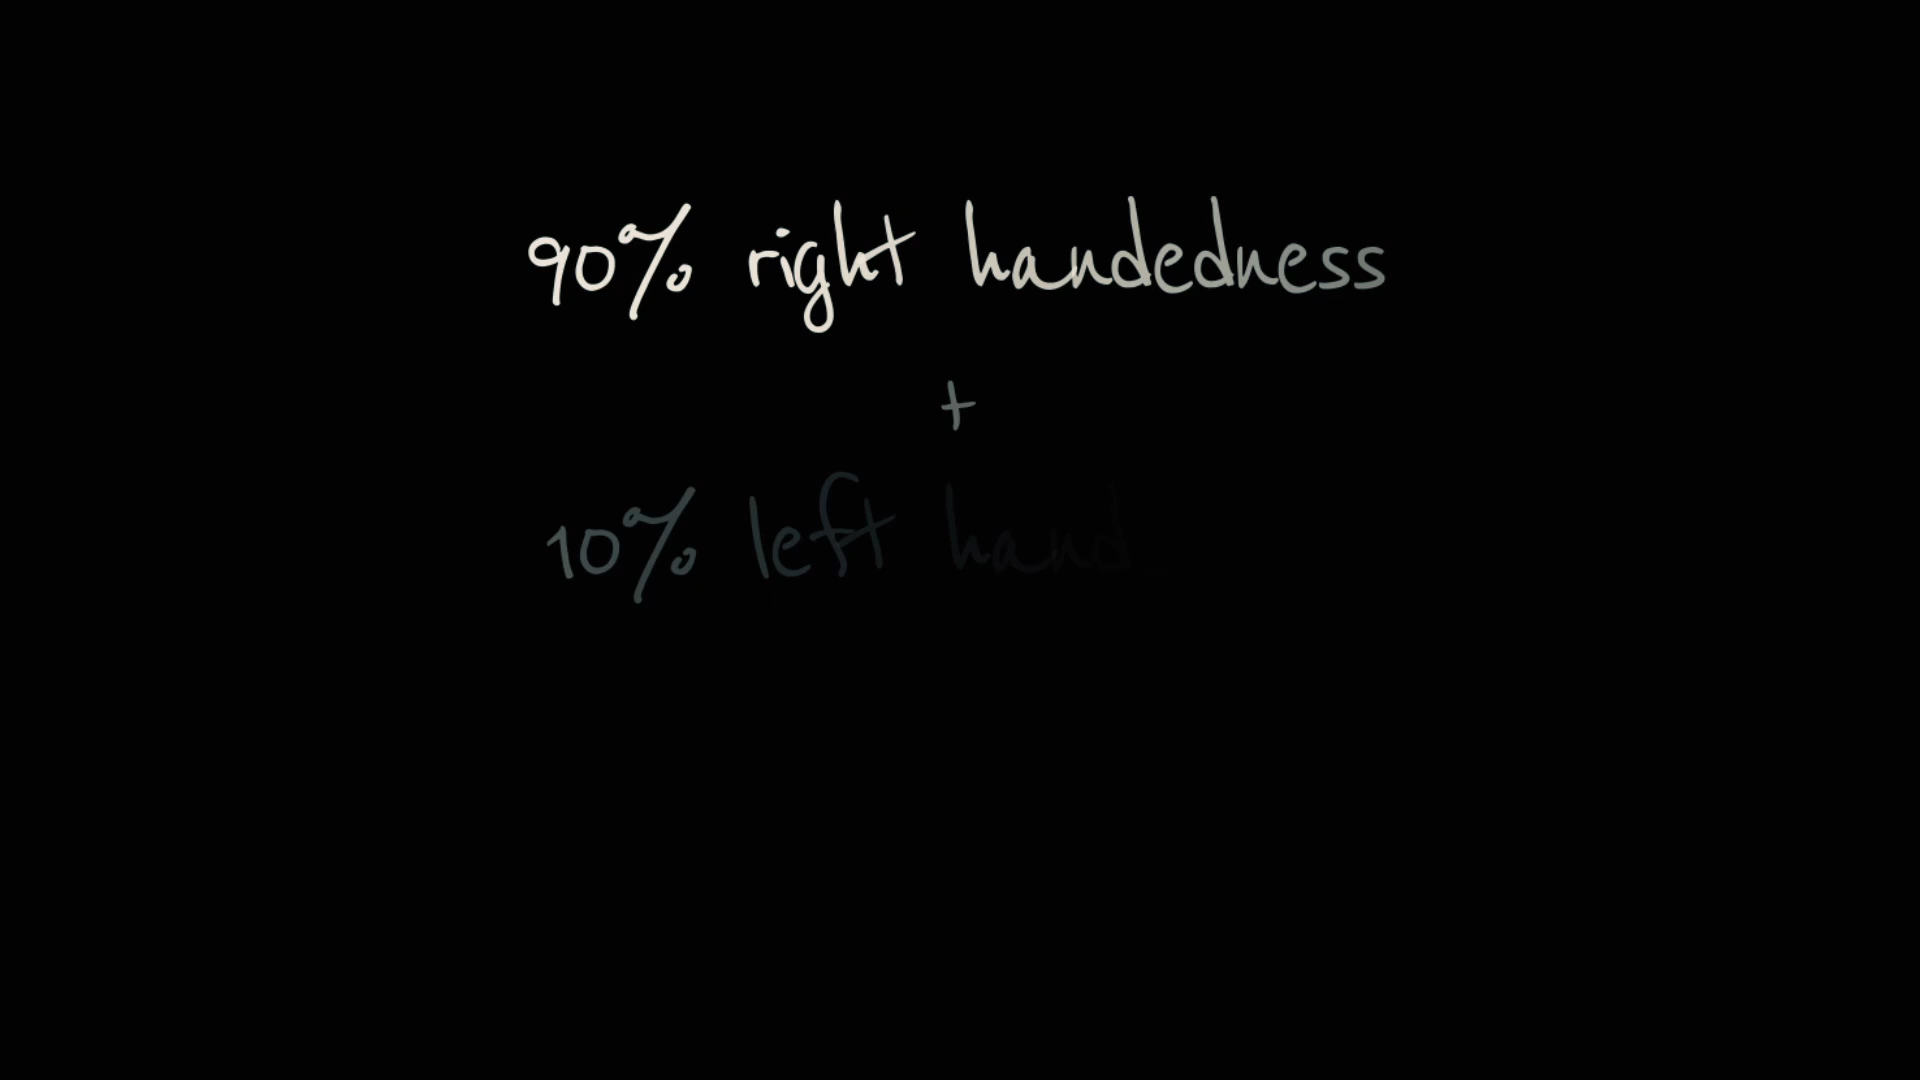 90% right handedness
+
10% left hand